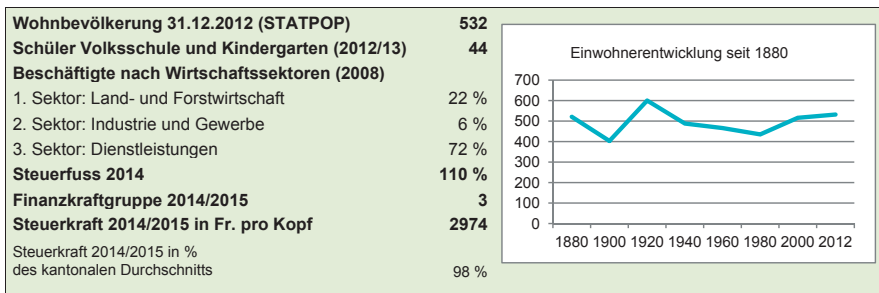 Wohnbevölkerung 31.12.2012 (STATPOP) 532
Schüler Volksschule und Kindergarten (2012/13) 44
Beschäftigte nach Wirtschaftssektoren (2008)
1. Sektor: Land- und Forstwirtschaft 22 %
2. Sektor: Industrie und Gewerbe 6 %
3. Sektor: Dienstleistungen 72 %
Steuerfuss 2014 110 %
Finanzkraftgruppe 2014/2015 3
Steuerkraft 2014/2015 in Fr. pro Kopf 2974
Steuerkraft 2014/2015 in %
des kantonalen Durchschnitts 98 %
Einwohnerentwicklung seit 1880
700
600
500
400
300
200
100
0
1880 1900 1920 1940 1960 1980 2000 2012